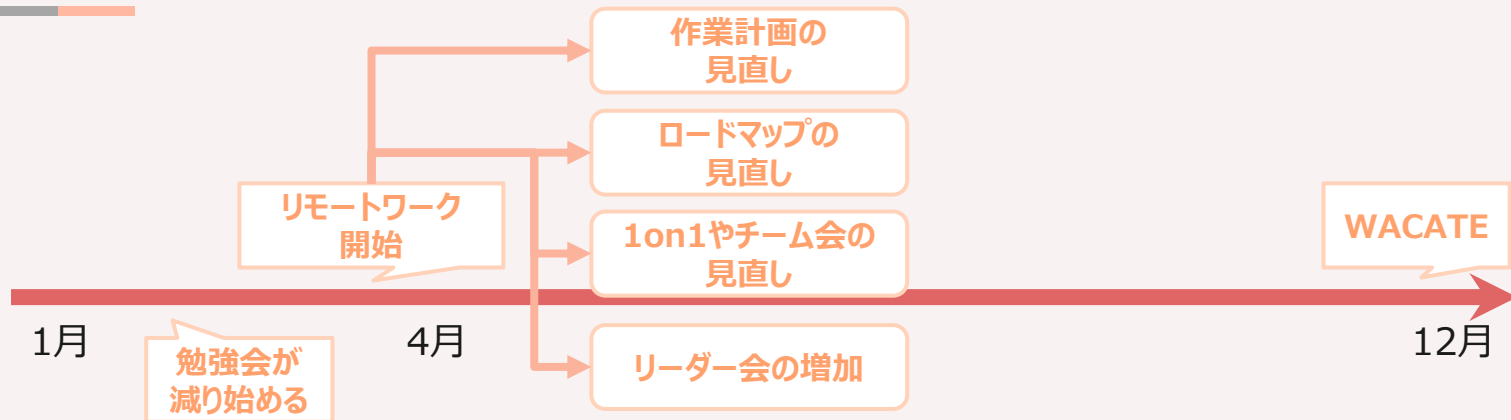 作業計画の
見直し
ロードマップの
見直し
リモートワーク
開始
1on1やチーム会の
見直し
WACATE
1月
4月
12月
勉強会が
減り始める
リーダー会の増加